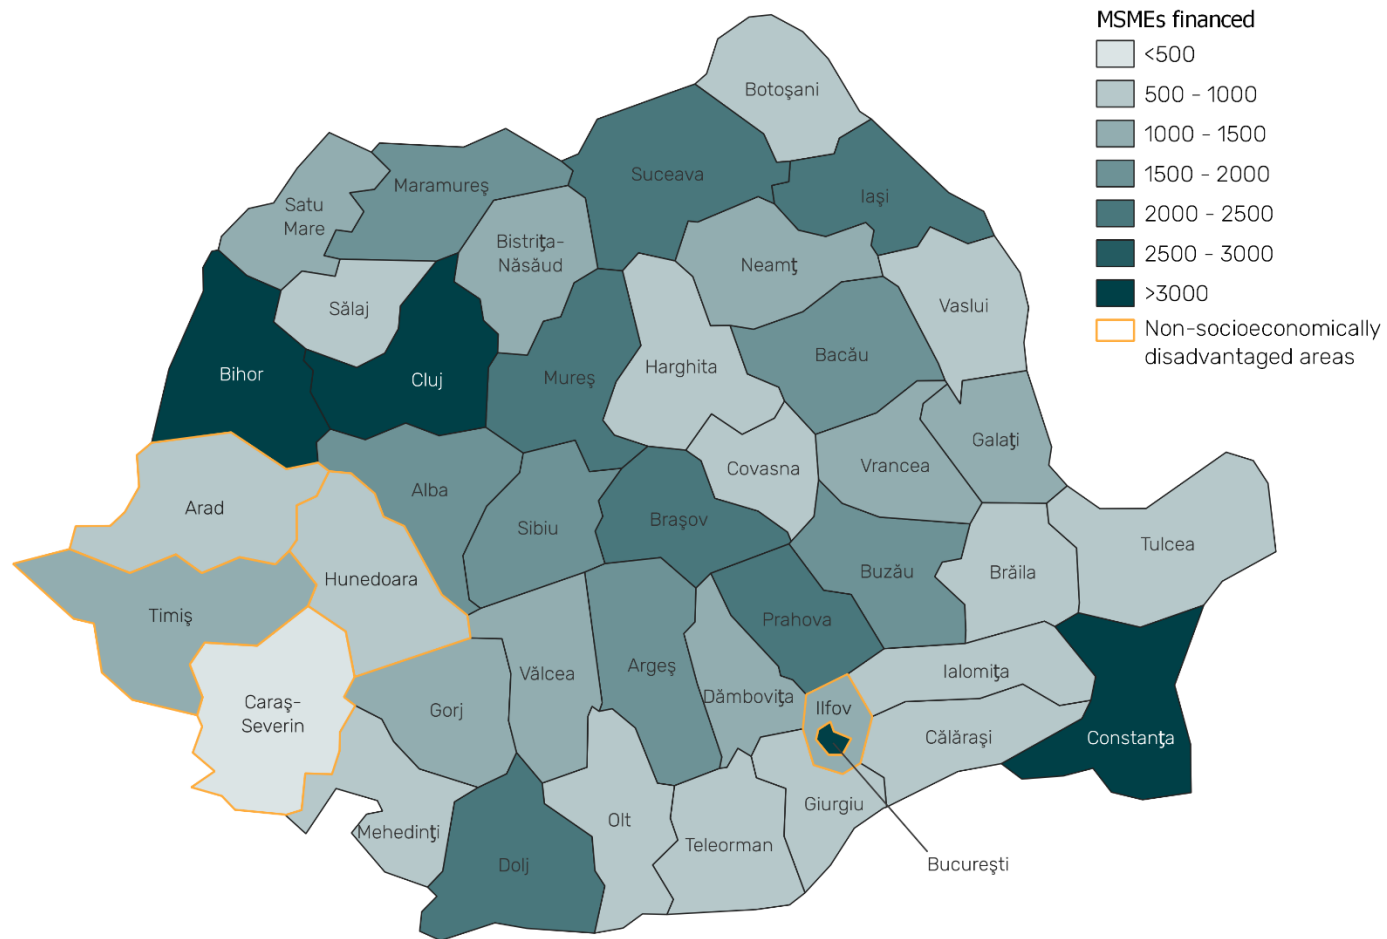 MSMEs financed
<500
500 - 1000
1000 - 1500
1500 - 2000
2000 - 2500
2500 - 3000
>3000
Non-socioeconomically
disadvantaged areas
Botoşani
Suceava
Maramureş
Iaşi
Satu
Mare
Bistriţa-
Năsăud
Neamţ
Sălaj
Vaslui
Bacău
Harghita
Bihor
Cluj
Mureş
Galaţi
Vrancea
Covasna
Alba
Arad
Braşov
Sibiu
Tulcea
Buzău
Brăila
Hunedoara
Timiş
Prahova
Argeş
Vălcea
Ialomiţa
Dămboviţa
Caraş-
Severin
Gorj
Ilfov
Călăraşi
Constanţa
Giurgiu
Olt
Mehedinţi
Teleorman
Dolj
Bucureşti